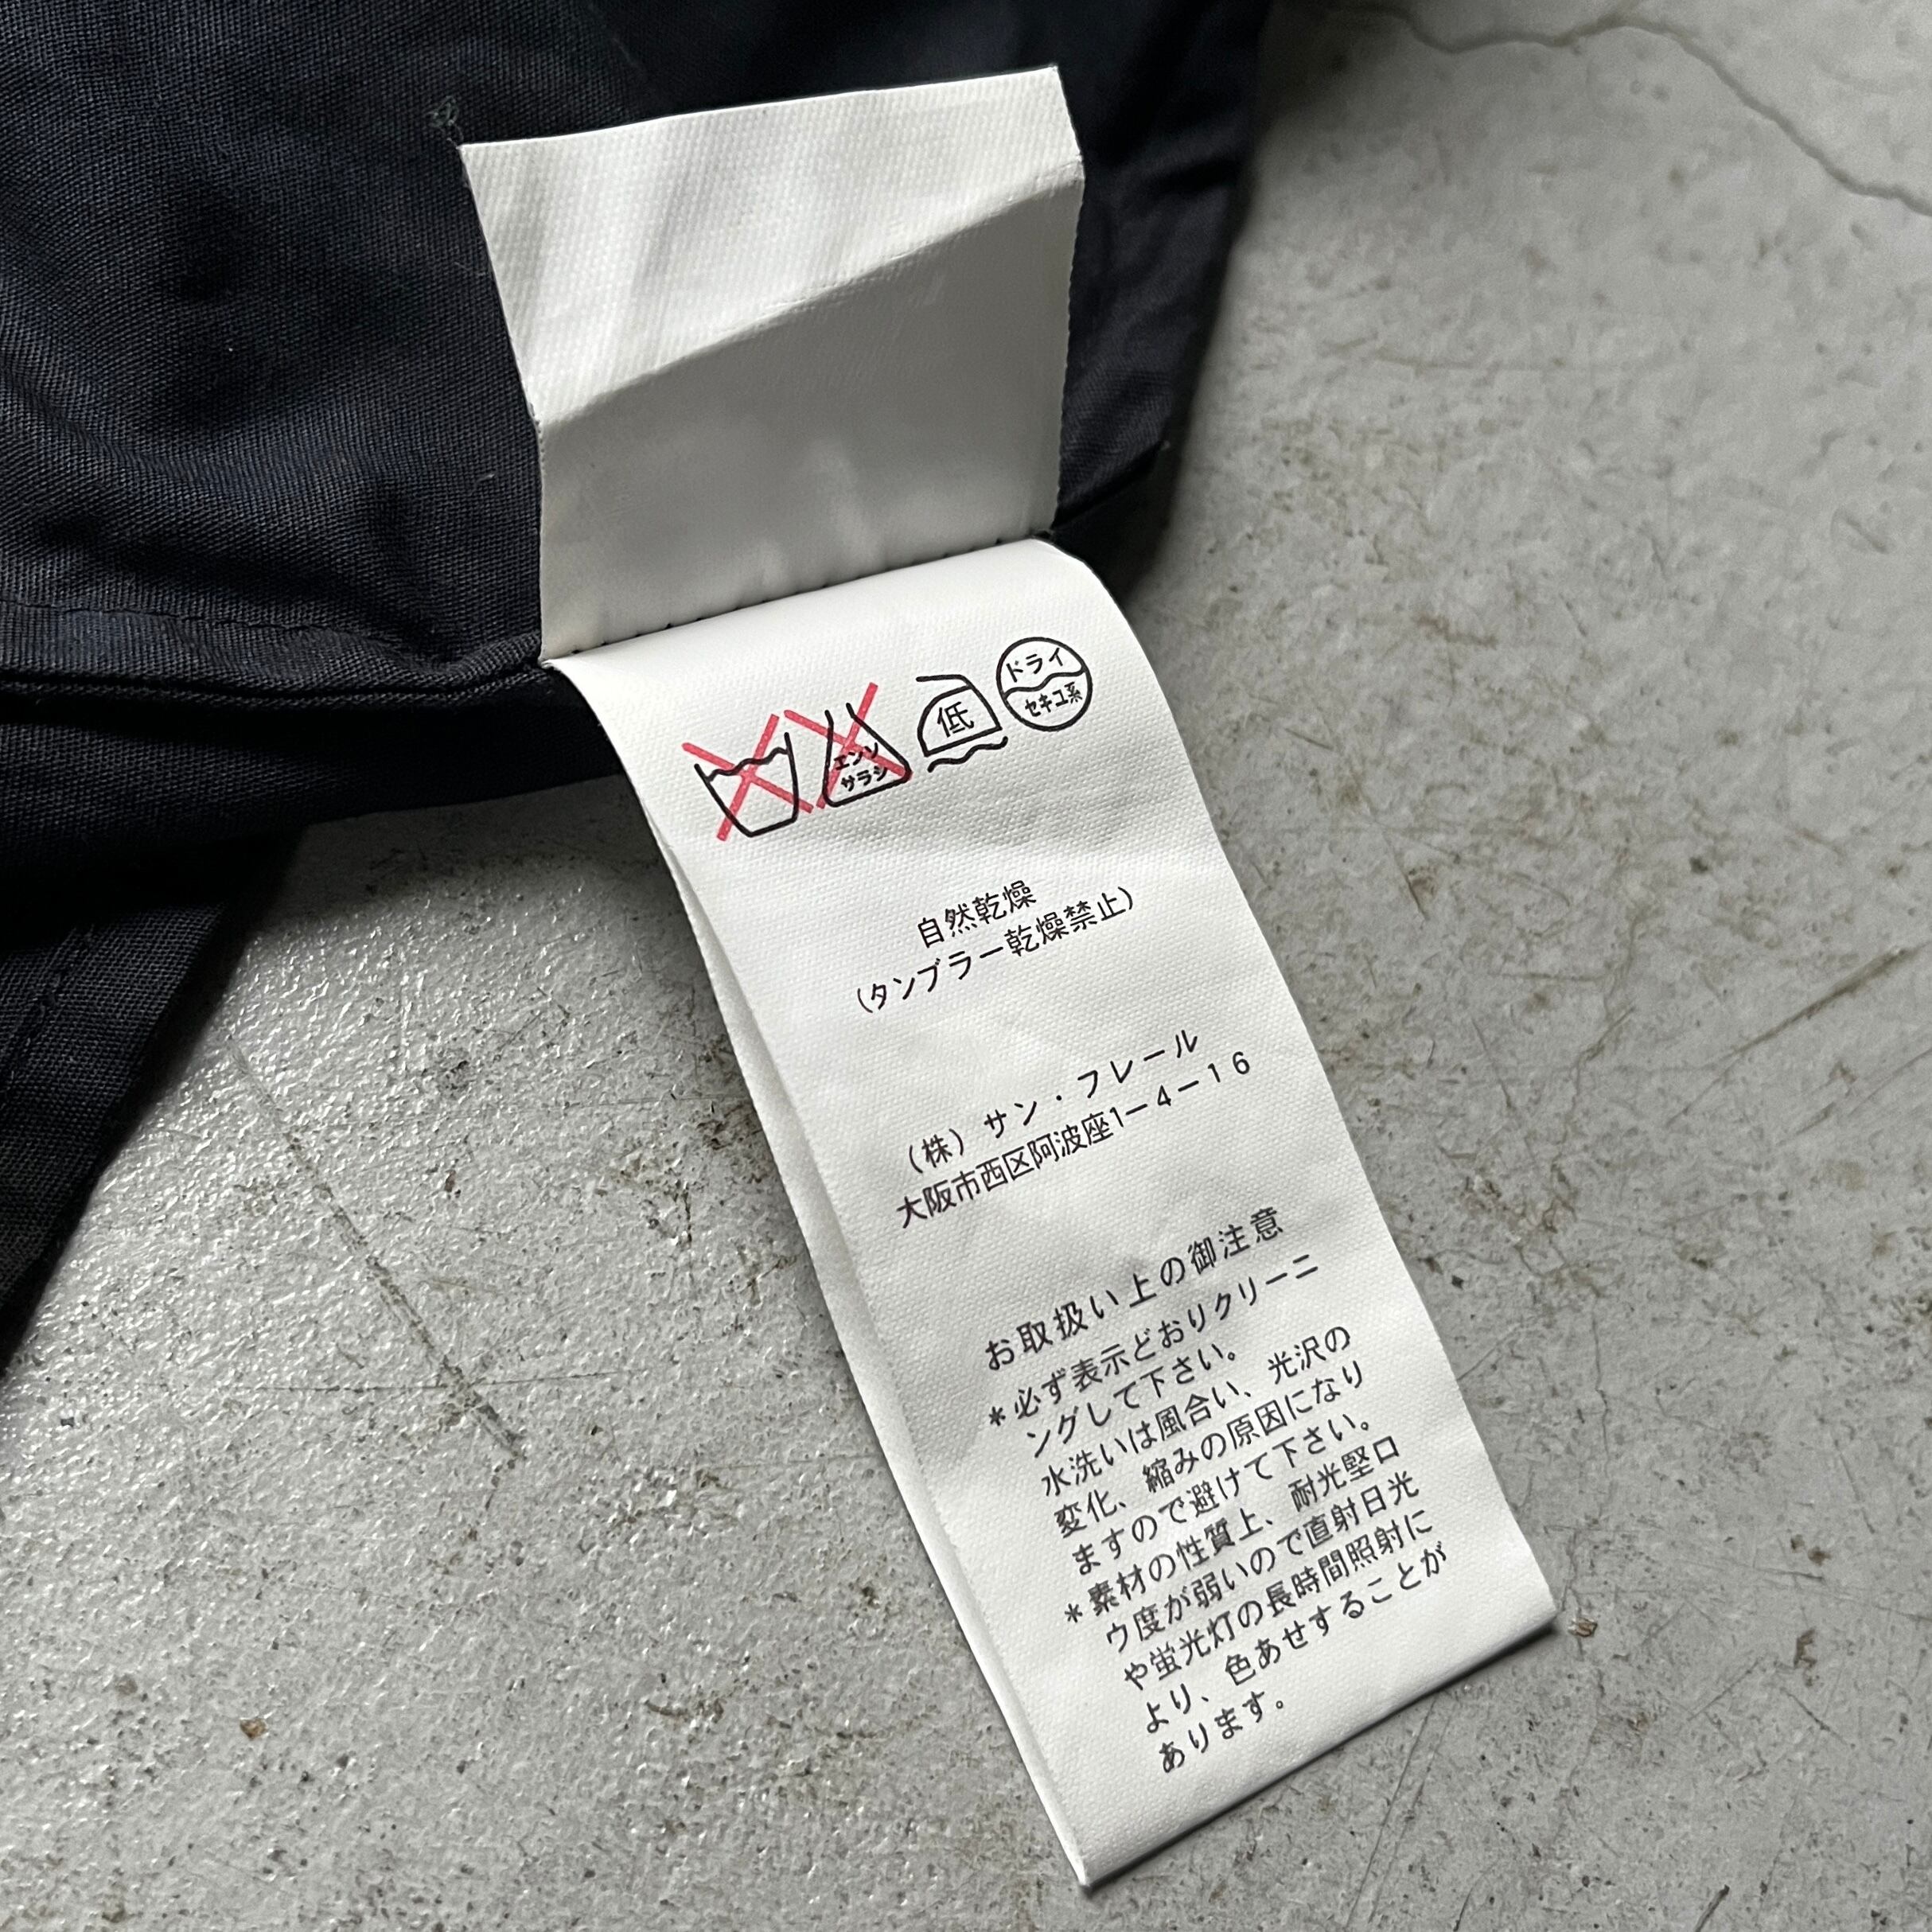 エンソ
サラシ
低
ドライ
セキユ系
自然乾燥
(タンブラー乾燥禁止)
(株)サン・フレール
大阪市西区阿波座1ー4ー16
お取扱い上の御注意
*必ず表示どおりクリーニ
ングして下さい。
水洗いは風合い、光沢の
変化、縮みの原因になり
ますので避けて下さい。
*素材の性質上、耐光堅ロ
ウ度が弱いので直射日光
や蛍光灯の長時間照射に
より、色あせすることが
あります。